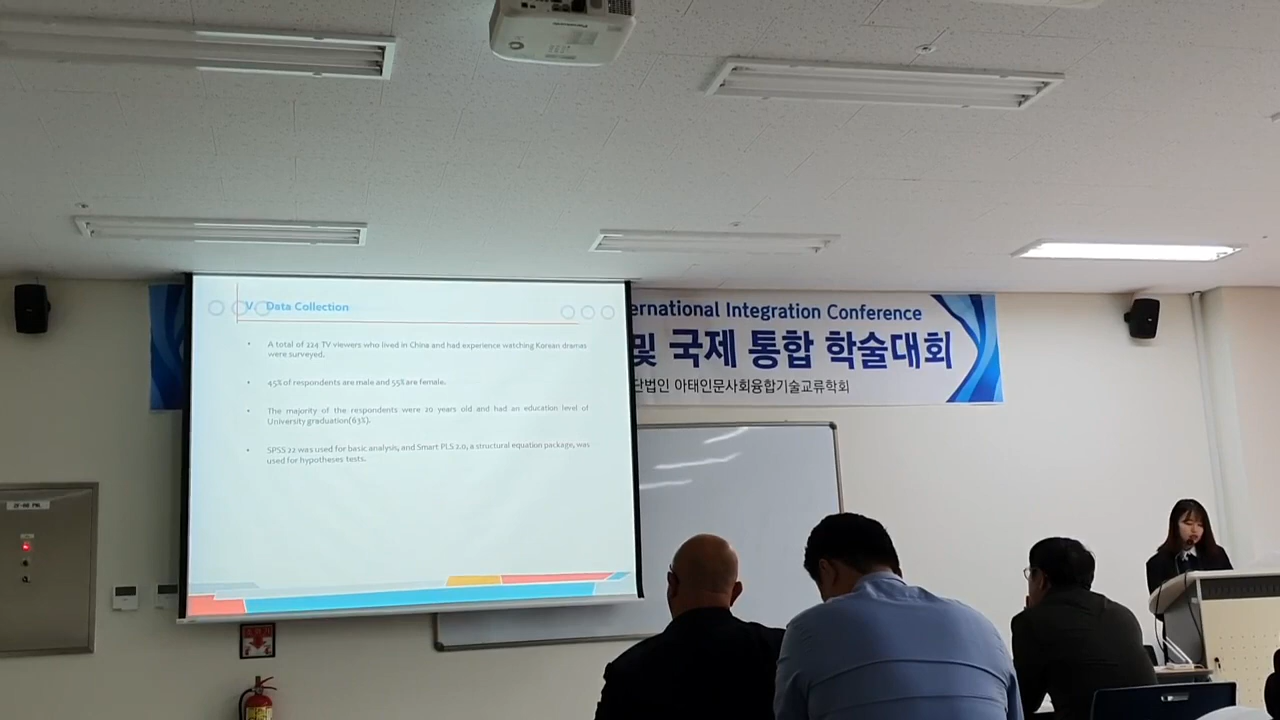 Panasonic
V. Data Collection
• A total of 224 TV viewers who lived in China and had experience watching Korean dramas
were surveyed.
• 45% of respondents are male and 55% are female.
• The majority of the respondents were 20 years old and had an education level of
University graduation(63%).
• SPSS 22 was used for basic analysis, and Smart PLS 2.0, a structural equation package, was
used for hypotheses tests.
ernational Integration Conference
및 국제 통합 학술대회
단법인 아태인문사회융합기술교류학회